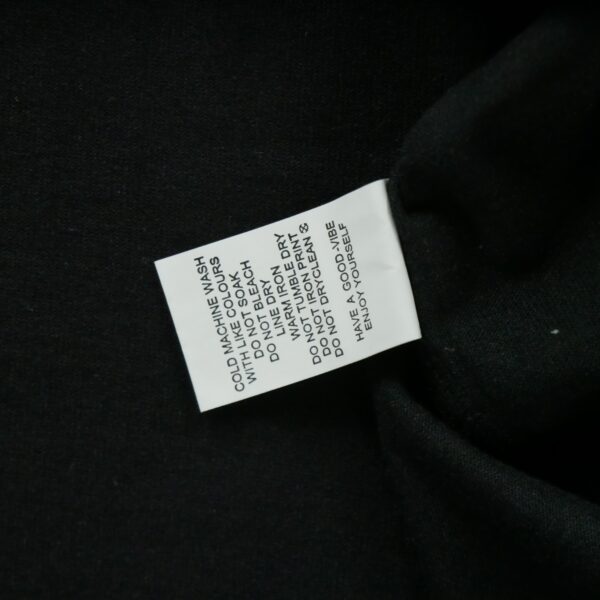 COLD MACHINE WASH
WITH LIKE COLOURS
DO NOT SOAK
DO NOT BLEACH
LINE DRY
WARM IRON
DO NOT TUMBLE DRY
DO NOT IRON PRINT
DO NOT DRYCLEAN
HAVE A GOOD-VIBE
ENJOY YOURSELF